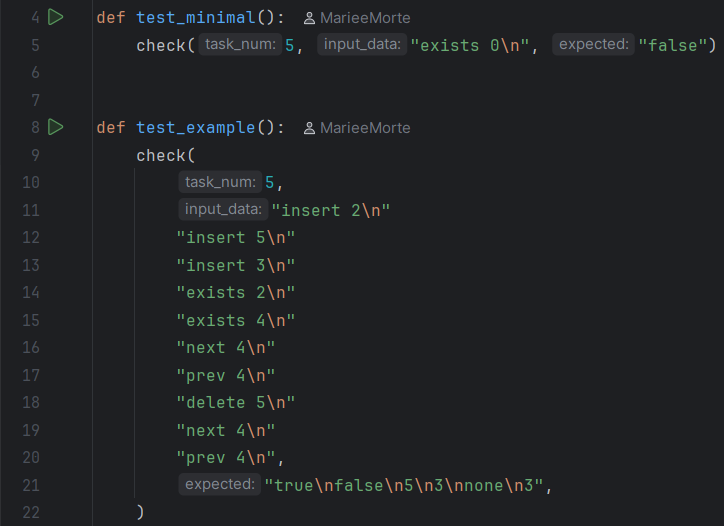 4 def test_minimal(): MarieeMorte
5 check( task_num: 5, input_data: "exists 0\n", expected: "false")
6
7
8 def test_example(): MarieeMorte
9 check(
10 task_num: 5,
11 input_data: "insert 2\n"
12 "insert 5\n"
13 "insert 3\n"
14 "exists 2\n"
15 "exists 4\n"
16 "next 4\n"
17 "prev 4\n"
18 "delete 5\n"
19 "next 4\n"
20 "prev 4\n",
21 expected: "true\nfalse\n5\n3\nnone\n3",
22 )